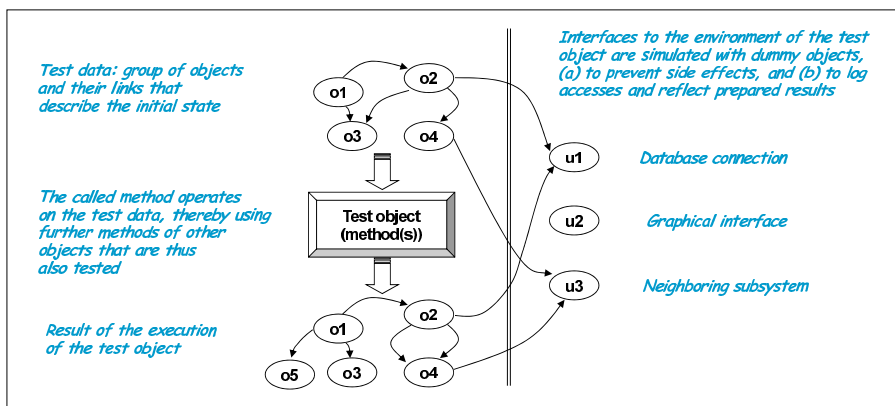 Test data: group of objects
and their links that
describe the initial state
o1
o2
o3
o4
Interfaces to the environment of the test
object are simulated with dummy objects,
(a) to prevent side effects, and (b) to log
accesses and reflect prepared results
u1
Database connection
The called method operates
on the test data, thereby using
further methods of other
objects that are thus
also tested
Test object
(method(s))
u2
Graphical interface
u3
Neighboring subsystem
Result of the execution
of the test object
o1
o2
o5
o3
o4